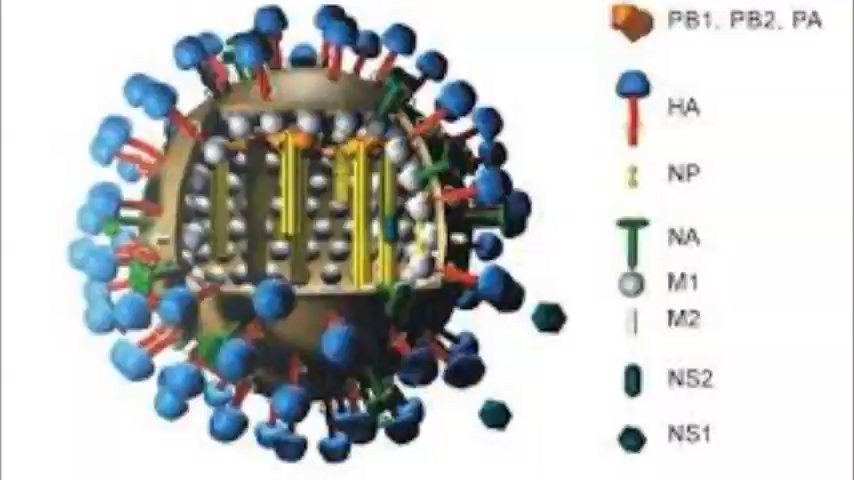 PB1, PB2, PA
HA
NP
NA
M1
M2
NS2
NS1